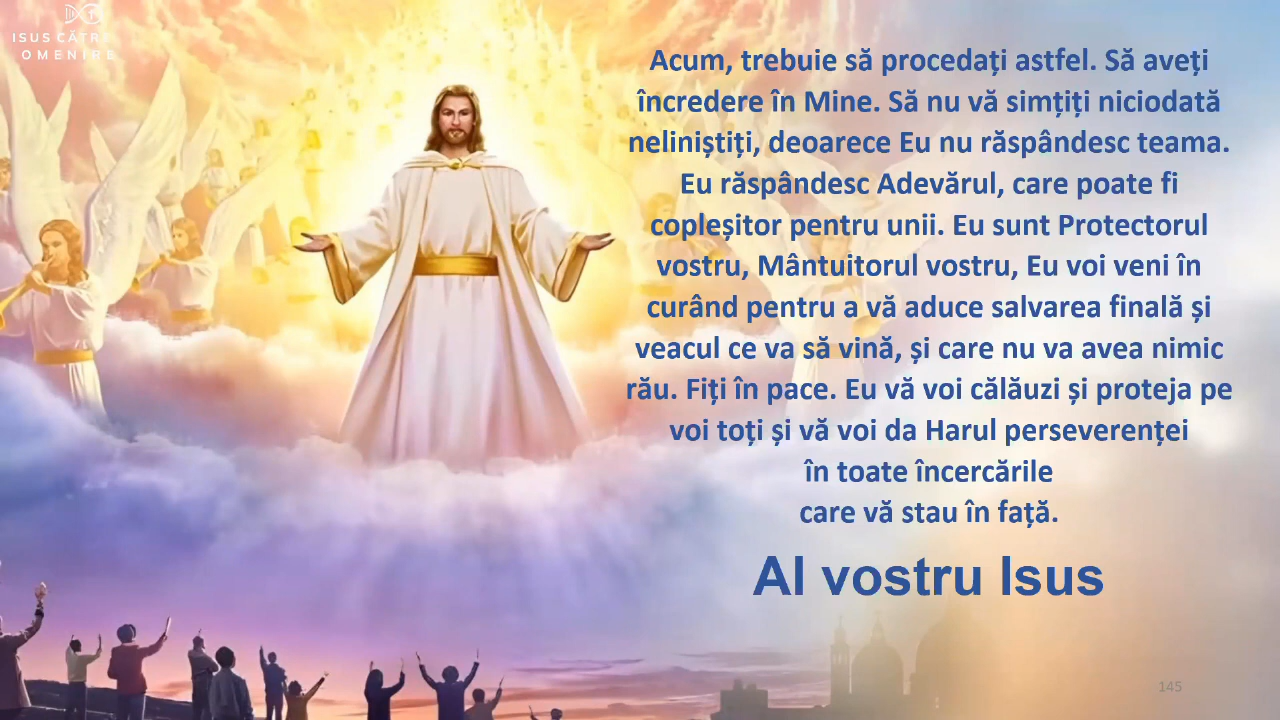 ISUS CĂTRE
OMENIRE
Acum, trebuie să procedați astfel. Să aveți
încredere în Mine. Să nu vă simțiți niciodată
neliniștiți, deoarece Eu nu răspândesc teama.
Eu răspândesc Adevărul, care poate fi
copleșitor pentru unii. Eu sunt Protectorul
vostru, Mântuitorul vostru, Eu voi veni în
curând pentru a vă aduce salvarea finală și
veacul ce va să vină, și care nu va avea nimic
rău. Fiți în pace. Eu vă voi călăuzi și proteja pe
voi toți și vă voi da Harul perseverenței
în toate încercările
care vă stau în față.
Al vostru Isus
145